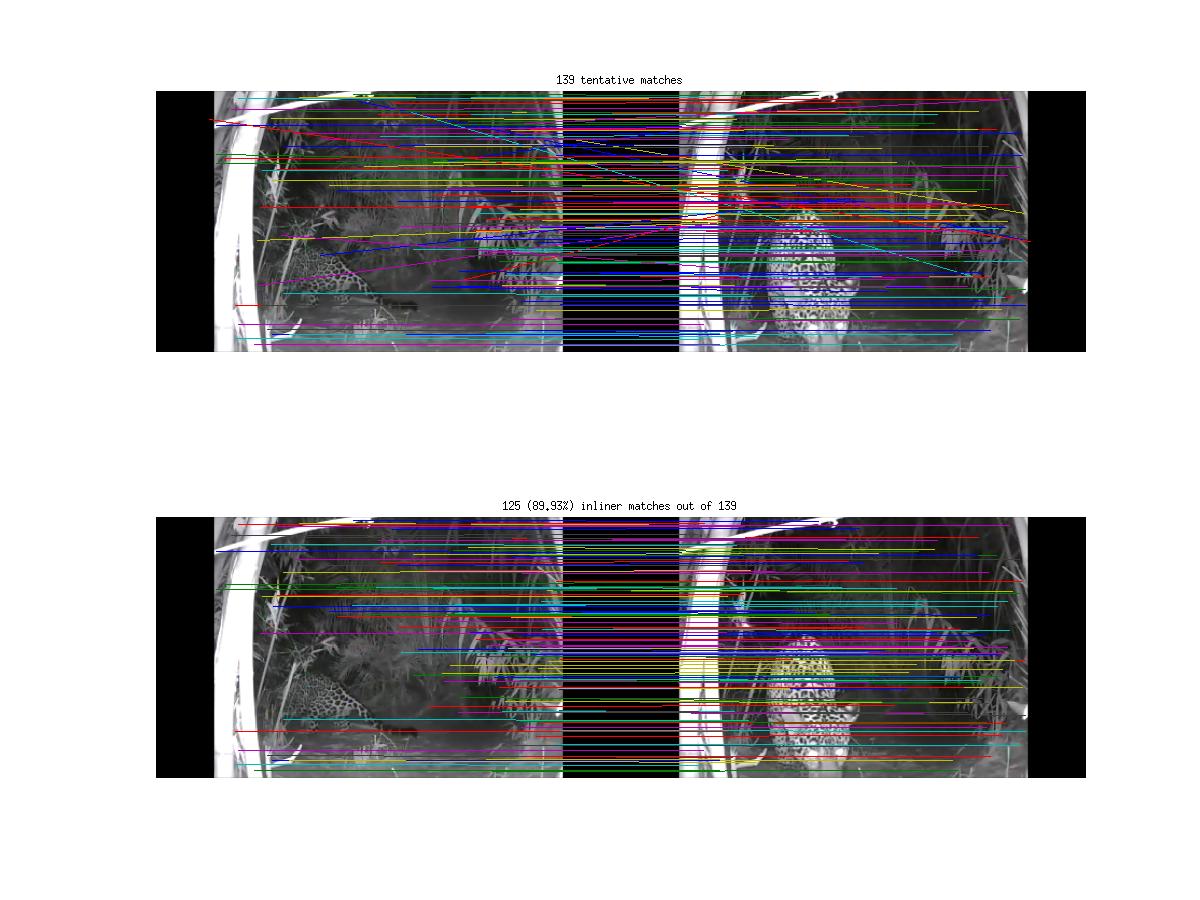 139 tentative matches
125 (89.93%) inliner matches out of 139